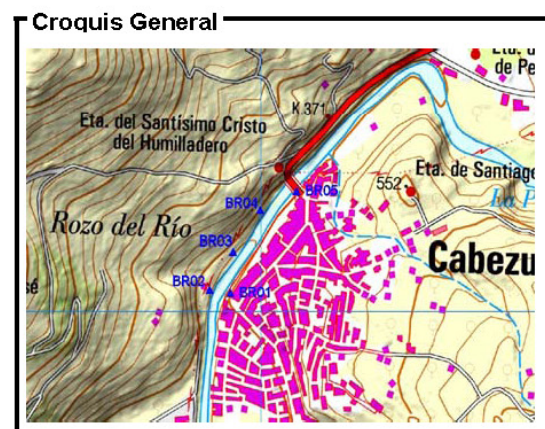 Croquis General
de Pe
K 371
Eta. del Santísimo Cristo
del Humilladero
Eta. de Santiag
552
BR05
BR04
La P
Rozo del Río
BR03
Cabezu
BR02
BR01